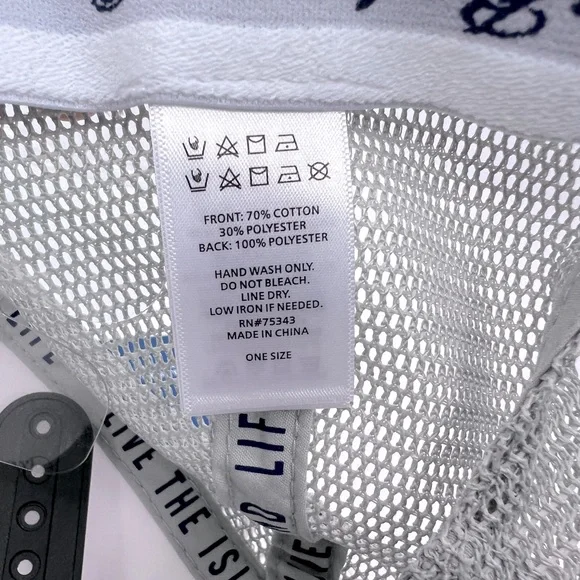 FRONT: 70% COTTON
30% POLYESTER
BACK: 100% POLYESTER
HAND WASH ONLY.
DO NOT BLEACH.
LINE DRY.
LOW IRON IF NEEDED.
RN#75343
MADE IN CHINA
ONE SIZE
LIVE THE ISL